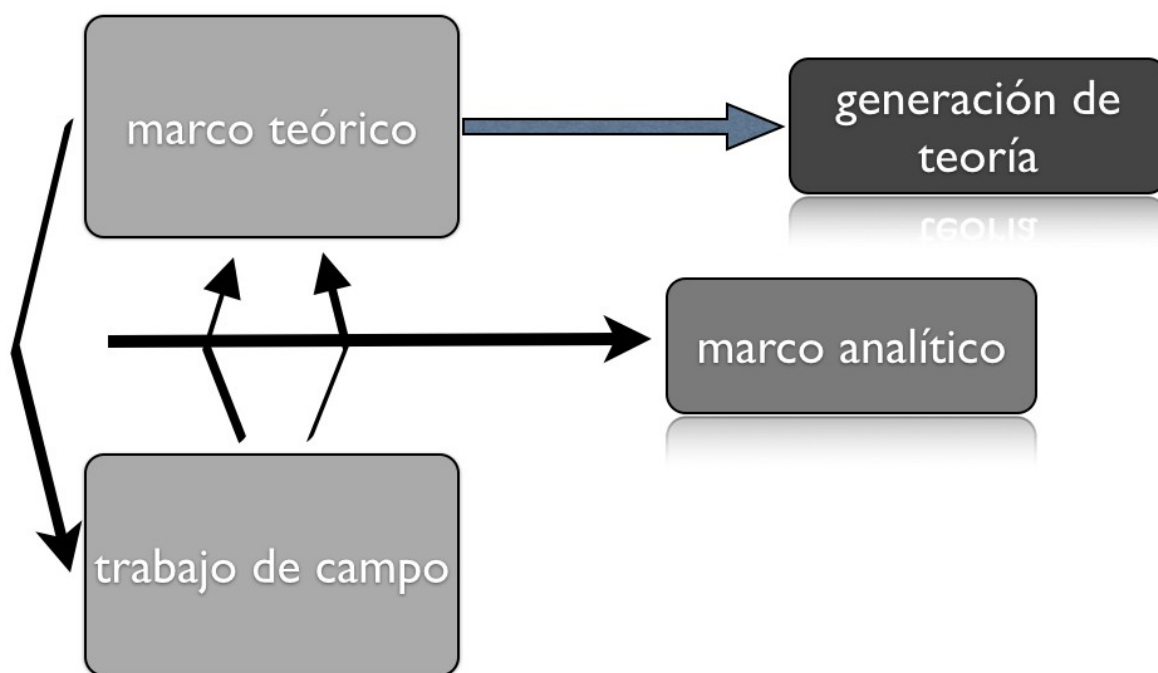 marco teórico
generación de
teoría
marco analítico
trabajo de campo